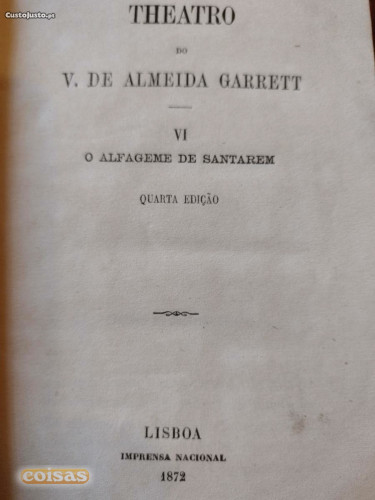 CustoJusto.pt
THEATRO
DO
V. DE ALMEIDA GARRETT
VI
O ALFAGEME DE SANTAREM
QUARTA EDIÇÃO
LISBOA
IMPRENSA NACIONAL
1872
coisas